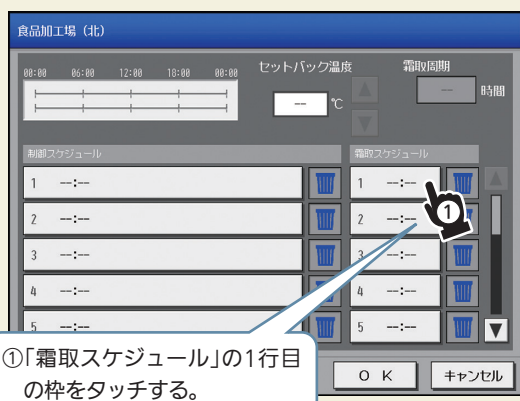 食品加工場（北）
セットバック温度 霜取周期
00:00 06:00 12:00 18:00 00:00
-- ℃ -- 時間
制御スケジュール 霜取スケジュール
1 --:-- 1 --:--
2 --:-- 2 --:--
3 --:-- 3 --:--
4 --:-- 4 --:--
5 --:-- 5 --:--
①
①「霜取スケジュール」の1行目
の枠をタッチする。
ＯＫ キャンセル